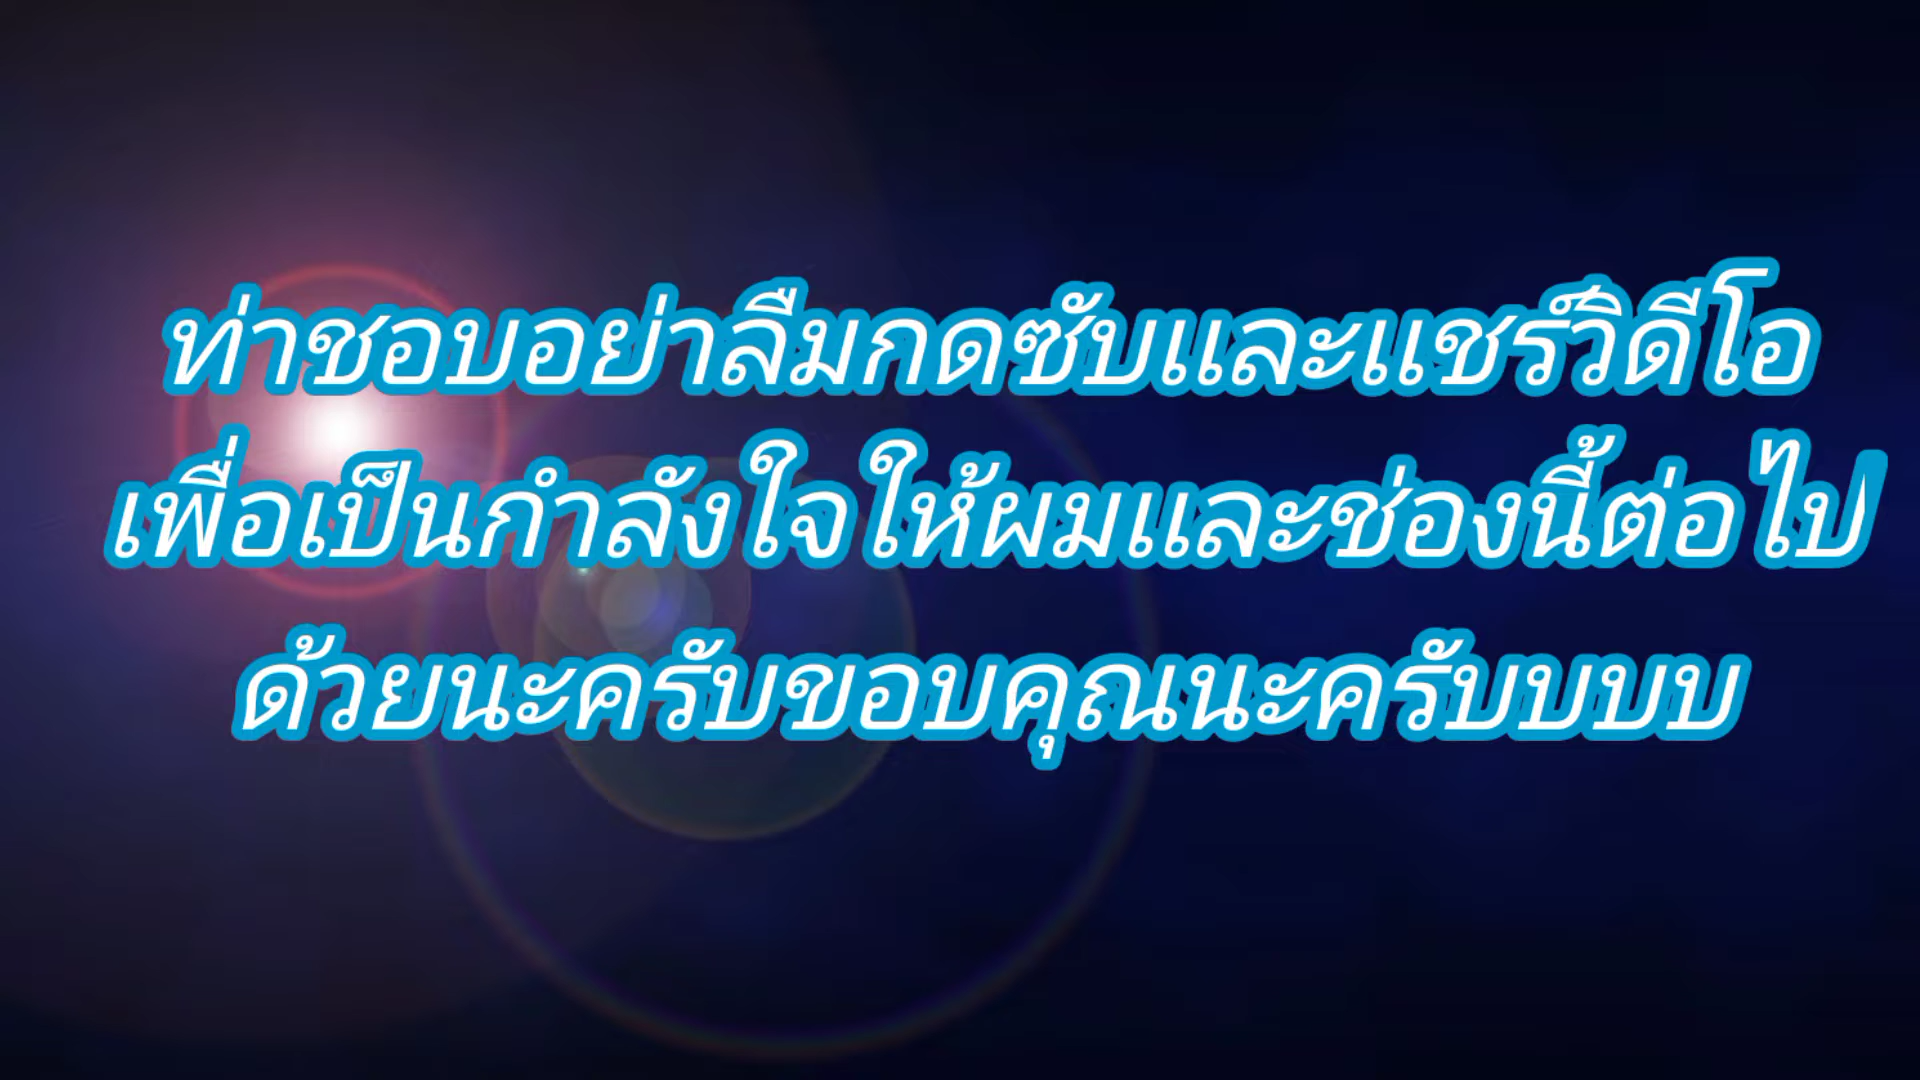 ท่าชอบอย่าลืมกดซับและแชร์วิดีโอ
เพื่อเป็นกำลังใจให้ผมและช่องนี้ต่อไป
ด้วยนะครับขอบคุณนะครับบบบ